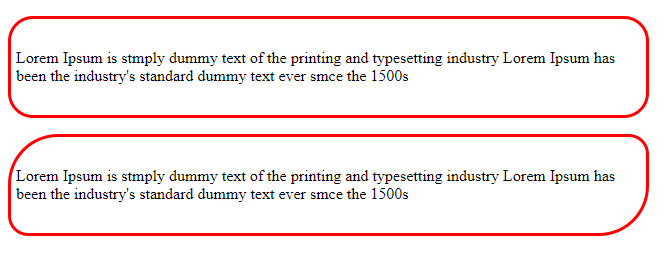 Lorem Ipsum is stmply dummy text of the printing and typesetting industry Lorem Ipsum has
been the industry's standard dummy text ever smce the 1500s
Lorem Ipsum is stmply dummy text of the printing and typesetting industry Lorem Ipsum has
been the industry's standard dummy text ever smce the 1500s